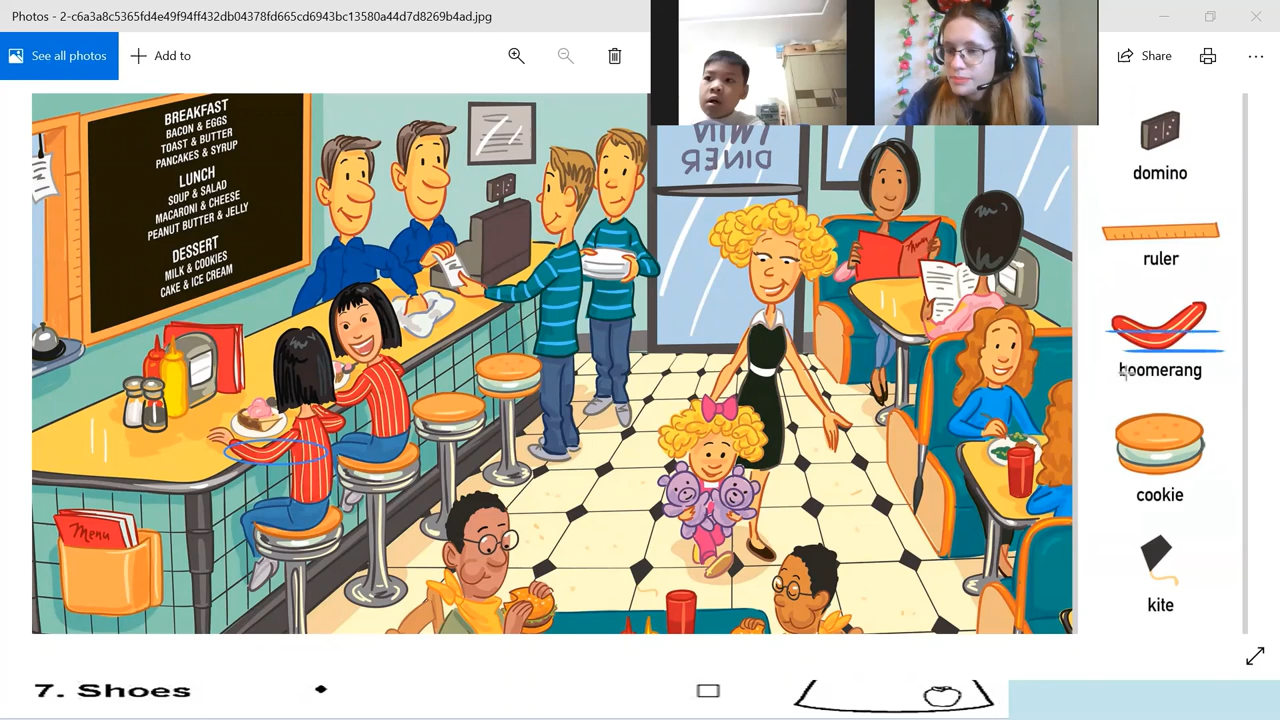 Photos - 2-c6a3a8c5365fd4e49f94ff432db04378fd665cd6943bc13580a44d7d8269b4ad.jpg
See all photos
Add to
Share
BREAKFAST
BACON & EGGS
TOAST & BUTTER
PANCAKES & SYRUP
LUNCH
SOUP & SALAD
MACARONI & CHEESE
PEANUT BUTTER & JELLY
DESSERT
MILK & COOKIES
CAKE & ICE CREAM
TWIN
DINER
Menu
Menu
domino
ruler
boomerang
cookie
kite
7. Shoes